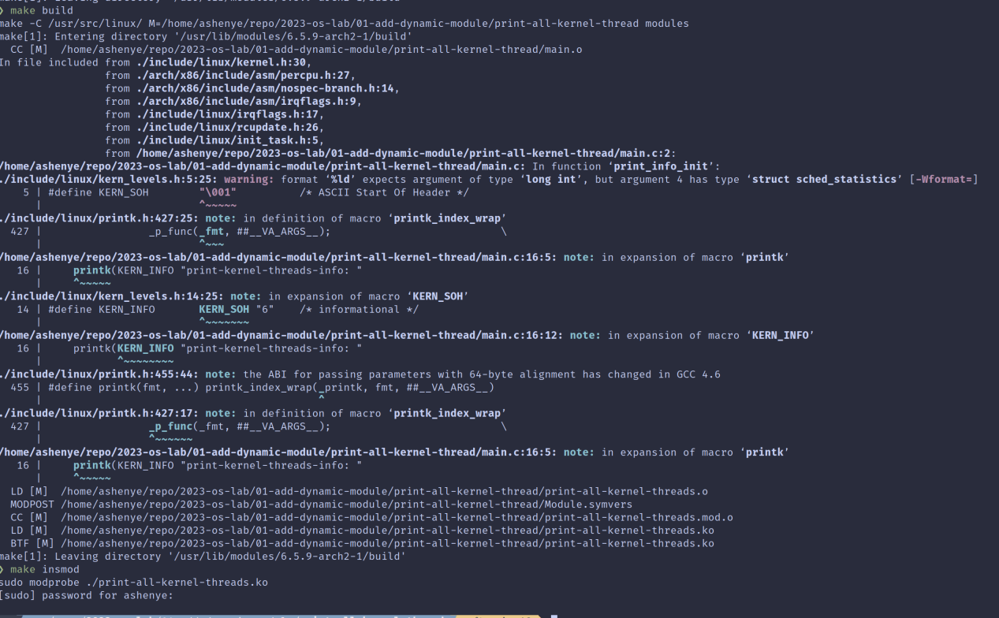 make[1]: Leaving directory '/usr/lib/modules/6.5.9-arch2-1/build'
❯ make build
make -C /usr/src/linux/ M=/home/ashenye/repo/2023-os-lab/01-add-dynamic-module/print-all-kernel-thread modules
make[1]: Entering directory '/usr/lib/modules/6.5.9-arch2-1/build'
  CC [M]  /home/ashenye/repo/2023-os-lab/01-add-dynamic-module/print-all-kernel-thread/main.o
In file included from ./include/linux/kernel.h:30,
                 from ./arch/x86/include/asm/percpu.h:27,
                 from ./arch/x86/include/asm/nospec-branch.h:14,
                 from ./arch/x86/include/asm/irqflags.h:9,
                 from ./include/linux/irqflags.h:17,
                 from ./include/linux/rcupdate.h:26,
                 from ./include/linux/init_task.h:5,
                 from /home/ashenye/repo/2023-os-lab/01-add-dynamic-module/print-all-kernel-thread/main.c:2:
/home/ashenye/repo/2023-os-lab/01-add-dynamic-module/print-all-kernel-thread/main.c: In function ‘print_info_init’:
./include/linux/kern_levels.h:5:25: warning: format ‘%ld’ expects argument of type ‘long int’, but argument 4 has type ‘struct sched_statistics’ [-Wformat=]
    5 | #define KERN_SOH        "\001"          /* ASCII Start Of Header */
      |                         ^~~~~~
./include/linux/printk.h:427:25: note: in definition of macro ‘printk_index_wrap’
  427 |                 _p_func(_fmt, ##__VA_ARGS__);                           \
      |                         ^~~~
/home/ashenye/repo/2023-os-lab/01-add-dynamic-module/print-all-kernel-thread/main.c:16:5: note: in expansion of macro ‘printk’
   16 |     printk(KERN_INFO "print-kernel-threads-info: "
      |     ^~~~~~
./include/linux/kern_levels.h:14:25: note: in expansion of macro ‘KERN_SOH’
   14 | #define KERN_INFO       KERN_SOH "6"    /* informational */
      |                         ^~~~~~~~
/home/ashenye/repo/2023-os-lab/01-add-dynamic-module/print-all-kernel-thread/main.c:16:12: note: in expansion of macro ‘KERN_INFO’
   16 |     printk(KERN_INFO "print-kernel-threads-info: "
      |            ^~~~~~~~~
./include/linux/printk.h:455:44: note: the ABI for passing parameters with 64-byte alignment has changed in GCC 4.6
  455 | #define printk(fmt, ...) printk_index_wrap(_printk, fmt, ##__VA_ARGS__)
      |                                            ^
./include/linux/printk.h:427:17: note: in definition of macro ‘printk_index_wrap’
  427 |                 _p_func(_fmt, ##__VA_ARGS__);                           \
      |                 ^~~~~~~
/home/ashenye/repo/2023-os-lab/01-add-dynamic-module/print-all-kernel-thread/main.c:16:5: note: in expansion of macro ‘printk’
   16 |     printk(KERN_INFO "print-kernel-threads-info: "
      |     ^~~~~~
  LD [M]  /home/ashenye/repo/2023-os-lab/01-add-dynamic-module/print-all-kernel-thread/print-all-kernel-threads.o
  MODPOST /home/ashenye/repo/2023-os-lab/01-add-dynamic-module/print-all-kernel-thread/Module.symvers
  CC [M]  /home/ashenye/repo/2023-os-lab/01-add-dynamic-module/print-all-kernel-thread/print-all-kernel-threads.mod.o
  LD [M]  /home/ashenye/repo/2023-os-lab/01-add-dynamic-module/print-all-kernel-thread/print-all-kernel-threads.ko
  BTF [M] /home/ashenye/repo/2023-os-lab/01-add-dynamic-module/print-all-kernel-thread/print-all-kernel-threads.ko
make[1]: Leaving directory '/usr/lib/modules/6.5.9-arch2-1/build'
❯ make insmod
sudo modprobe ./print-all-kernel-threads.ko
[sudo] password for ashenye: